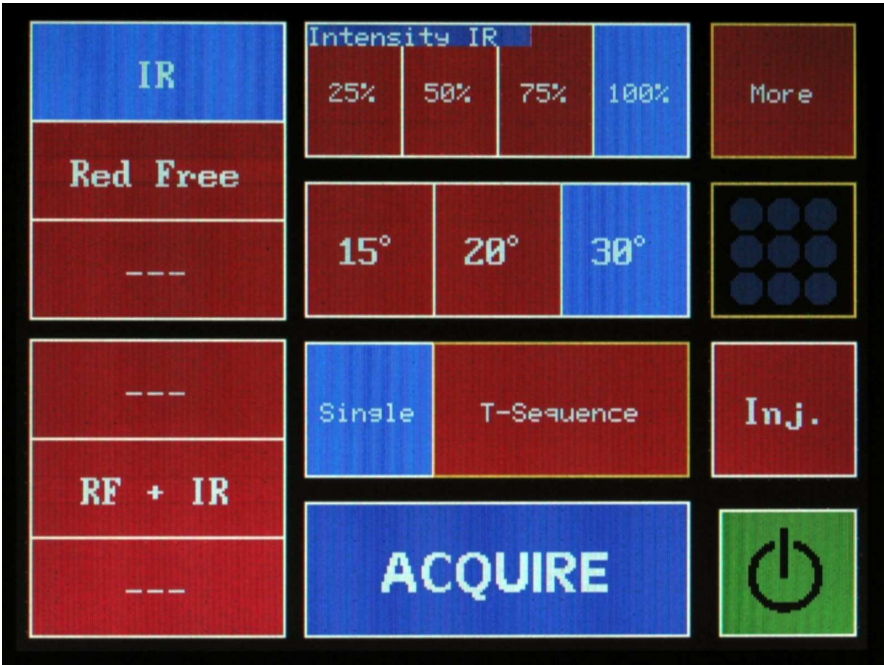 IR
Red Free
---
---
RF + IR
---
Intensity IR
25% 50% 75% 100%
15° 20° 30°
Single T-Sequence
ACQUIRE
More
Inj.